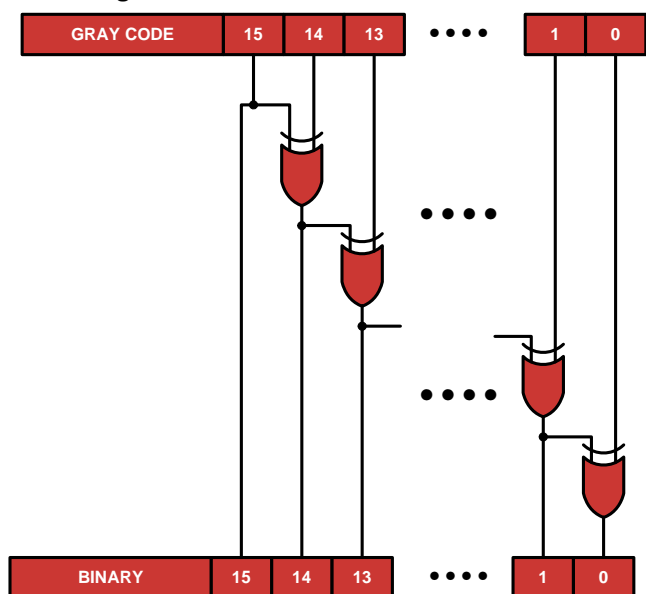 GRAY CODE 15 14 13 •••• 1 0
BINARY 15 14 13 •••• 1 0